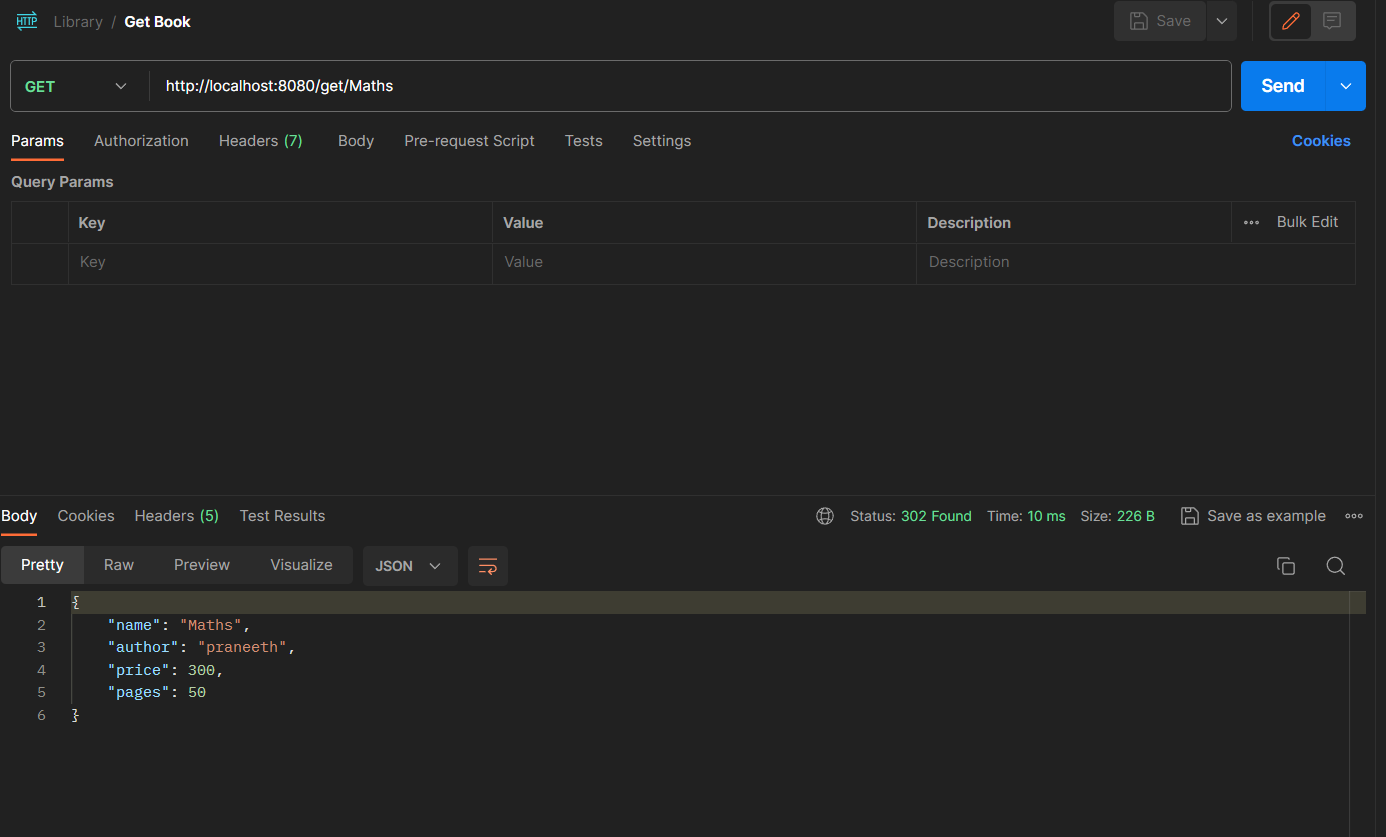 HTTP Library / Get Book Save
GET http://localhost:8080/get/Maths Send
Params Authorization Headers (7) Body Pre-request Script Tests Settings Cookies
Query Params
Key Value Description Bulk Edit
Key Value Description
Body Cookies Headers (5) Test Results Status: 302 Found Time: 10 ms Size: 226 B Save as example
Pretty Raw Preview Visualize JSON
1 {
2 "name": "Maths",
3 "author": "praneeth",
4 "price": 300,
5 "pages": 50
6 }